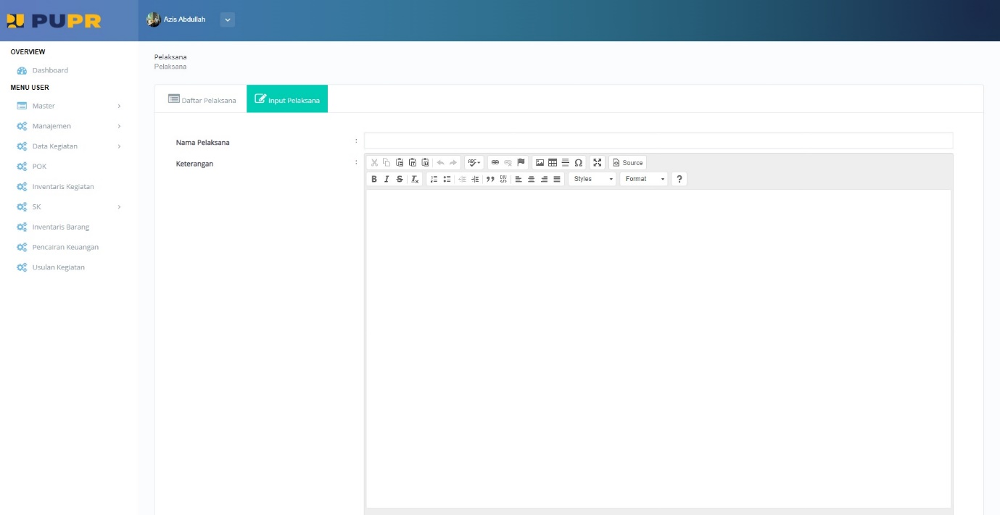 PUPR
Azis Abdullah
OVERVIEW
Dashboard
MENU USER
Master
Manajemen
Data Kegiatan
POK
Inventaris Kegiatan
SK
Inventaris Barang
Pencairan Keuangan
Usulan Kegiatan
Pelaksana
Pelaksana
Daftar Pelaksana
Input Pelaksana
Nama Pelaksana :
Keterangan :
Source
Styles
Format